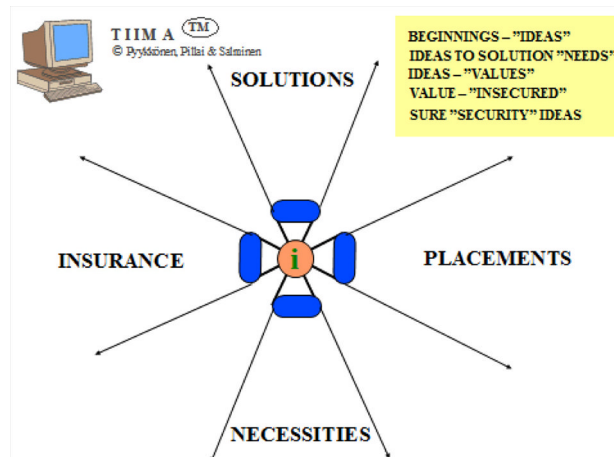 TIIMA TM
© Pyykkönen, Pillai & Salminen
BEGINNINGS – "IDEAS"
IDEAS TO SOLUTION "NEEDS"
IDEAS – "VALUES"
VALUE – "INSECURED"
SURE "SECURITY" IDEAS
SOLUTIONS
INSURANCE
i
PLACEMENTS
NECESSITIES